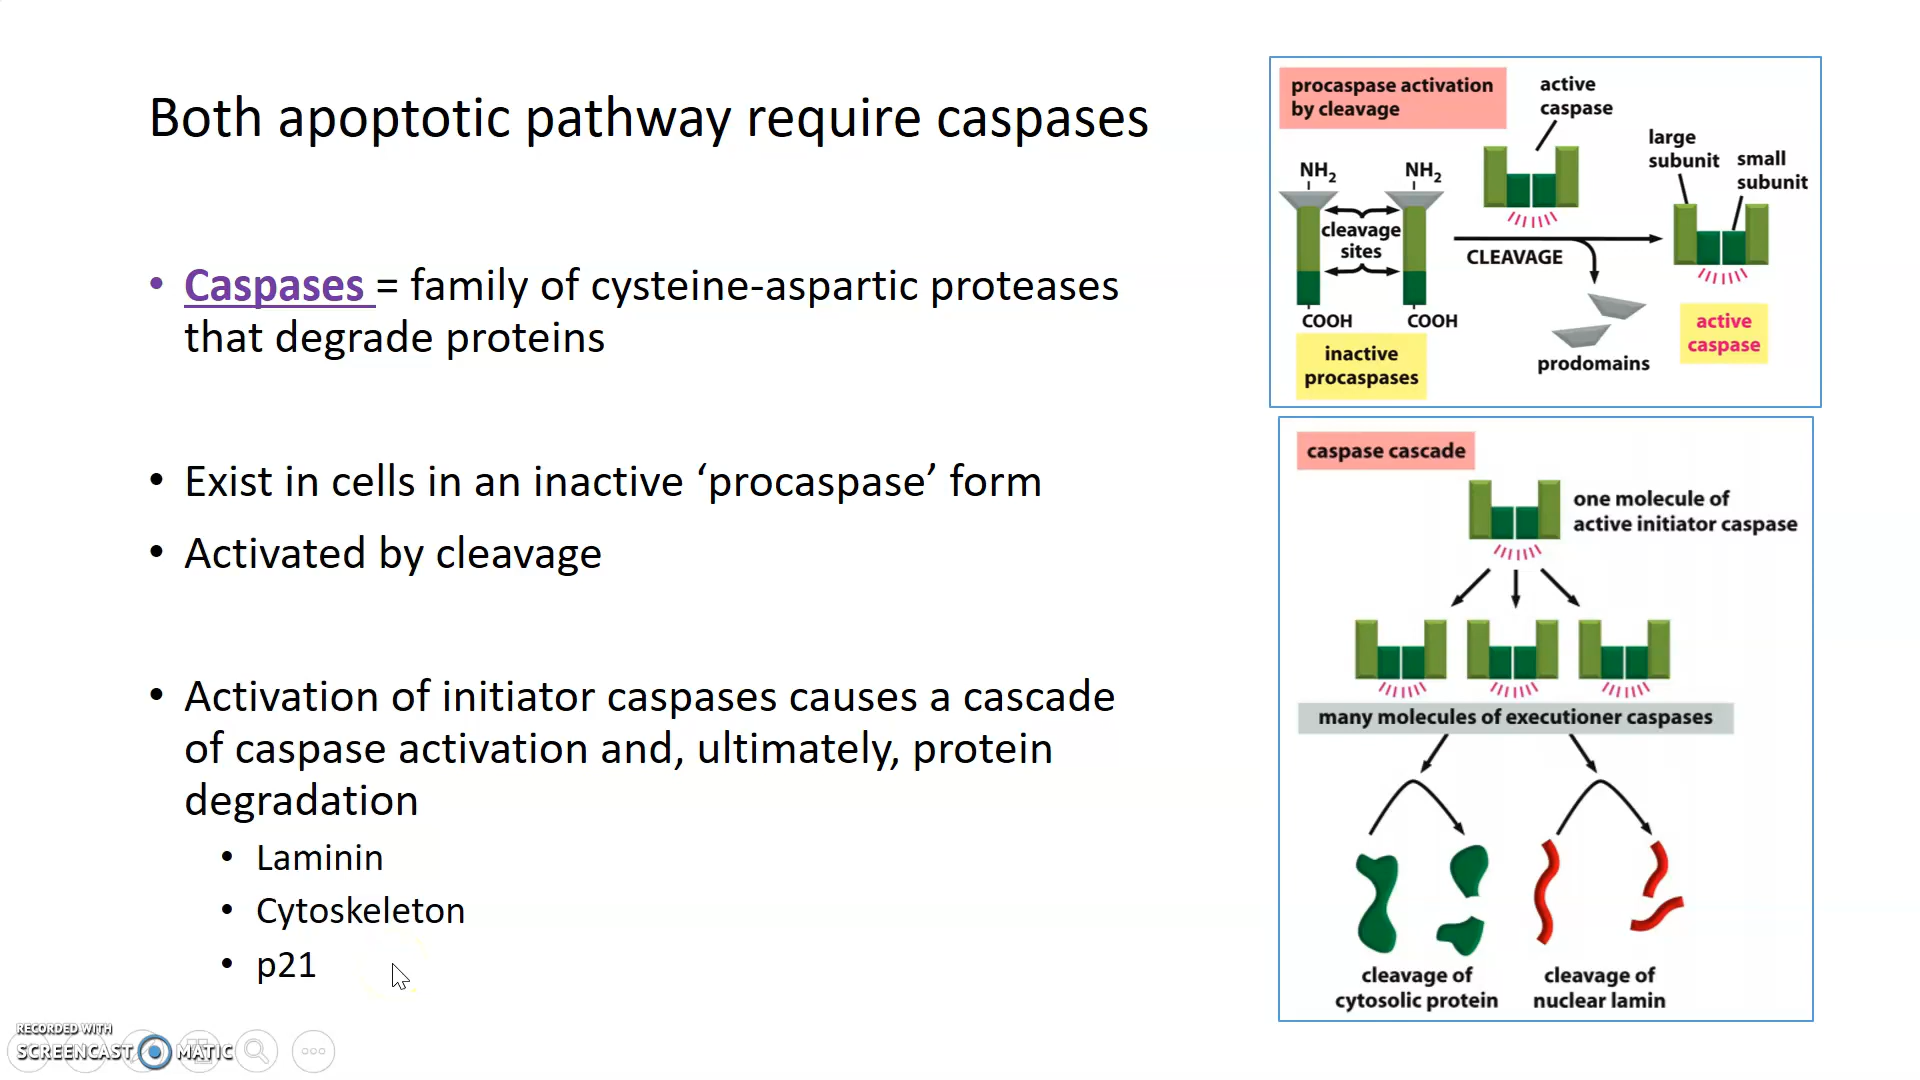 Both apoptotic pathway require caspases
• Caspases = family of cysteine-aspartic proteases
that degrade proteins
• Exist in cells in an inactive ‘procaspase’ form
• Activated by cleavage
• Activation of initiator caspases causes a cascade
of caspase activation and, ultimately, protein
degradation
• Laminin
• Cytoskeleton
• p21
procaspase activation
by cleavage
active
caspase
large
subunit
small
subunit
NH2
NH2
cleavage
sites
CLEAVAGE
COOH
COOH
inactive
procaspases
prodomains
active
caspase
caspase cascade
one molecule of
active initiator caspase
many molecules of executioner caspases
cleavage of
cytosolic protein
cleavage of
nuclear lamin
RECORDED WITH
SCREENCAST MATIC